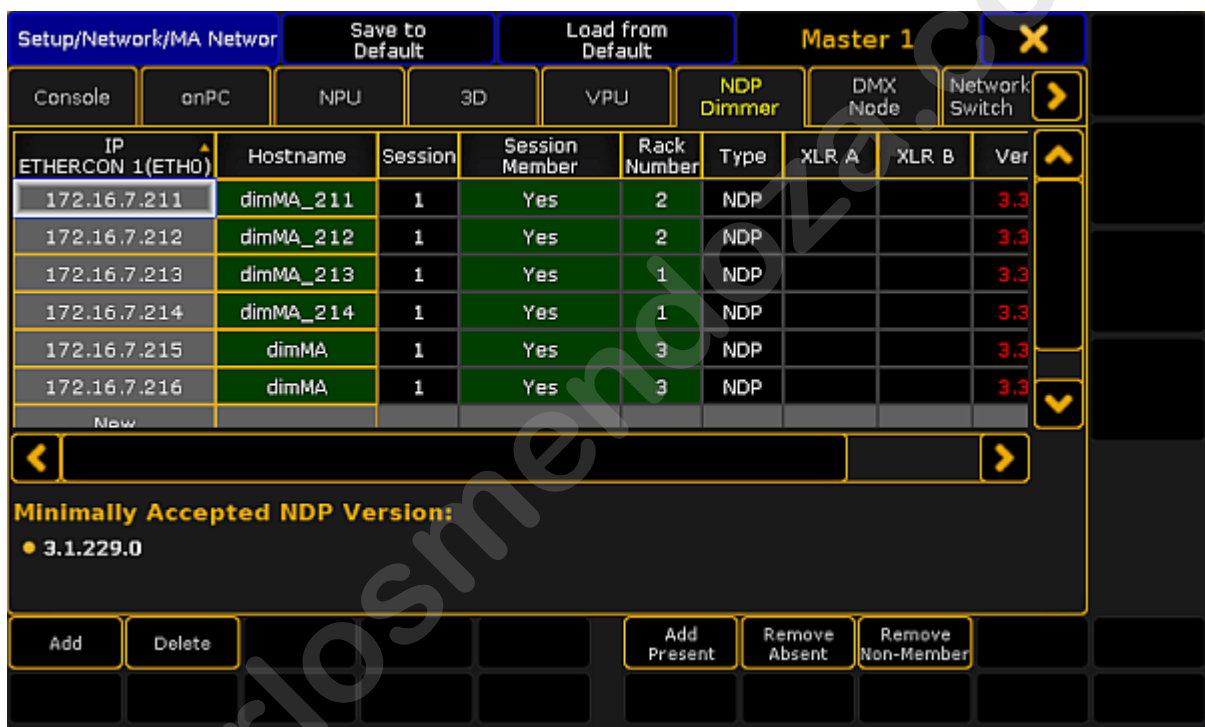 Setup/Network/MA Networ
Save to
Default
Load from
Default
Master 1
Console
onPC
NPU
3D
VPU
NDP
Dimmer
DMX
Node
Network
Switch
IP
ETHERCON 1(ETH0)
Hostname
Session
Session
Member
Rack
Number
Type
XLR A
XLR B
Ver
172.16.7.211 dimMA_211 1 Yes 2 NDP 3.3
172.16.7.212 dimMA_212 1 Yes 2 NDP 3.3
172.16.7.213 dimMA_213 1 Yes 1 NDP 3.3
172.16.7.214 dimMA_214 1 Yes 1 NDP 3.3
172.16.7.215 dimMA 1 Yes 3 NDP 3.3
172.16.7.216 dimMA 1 Yes 3 NDP 3.3
New
Minimally Accepted NDP Version:
3.1.229.0
Add
Delete
Add
Present
Remove
Absent
Remove
Non-Member
rlosmendoza.c